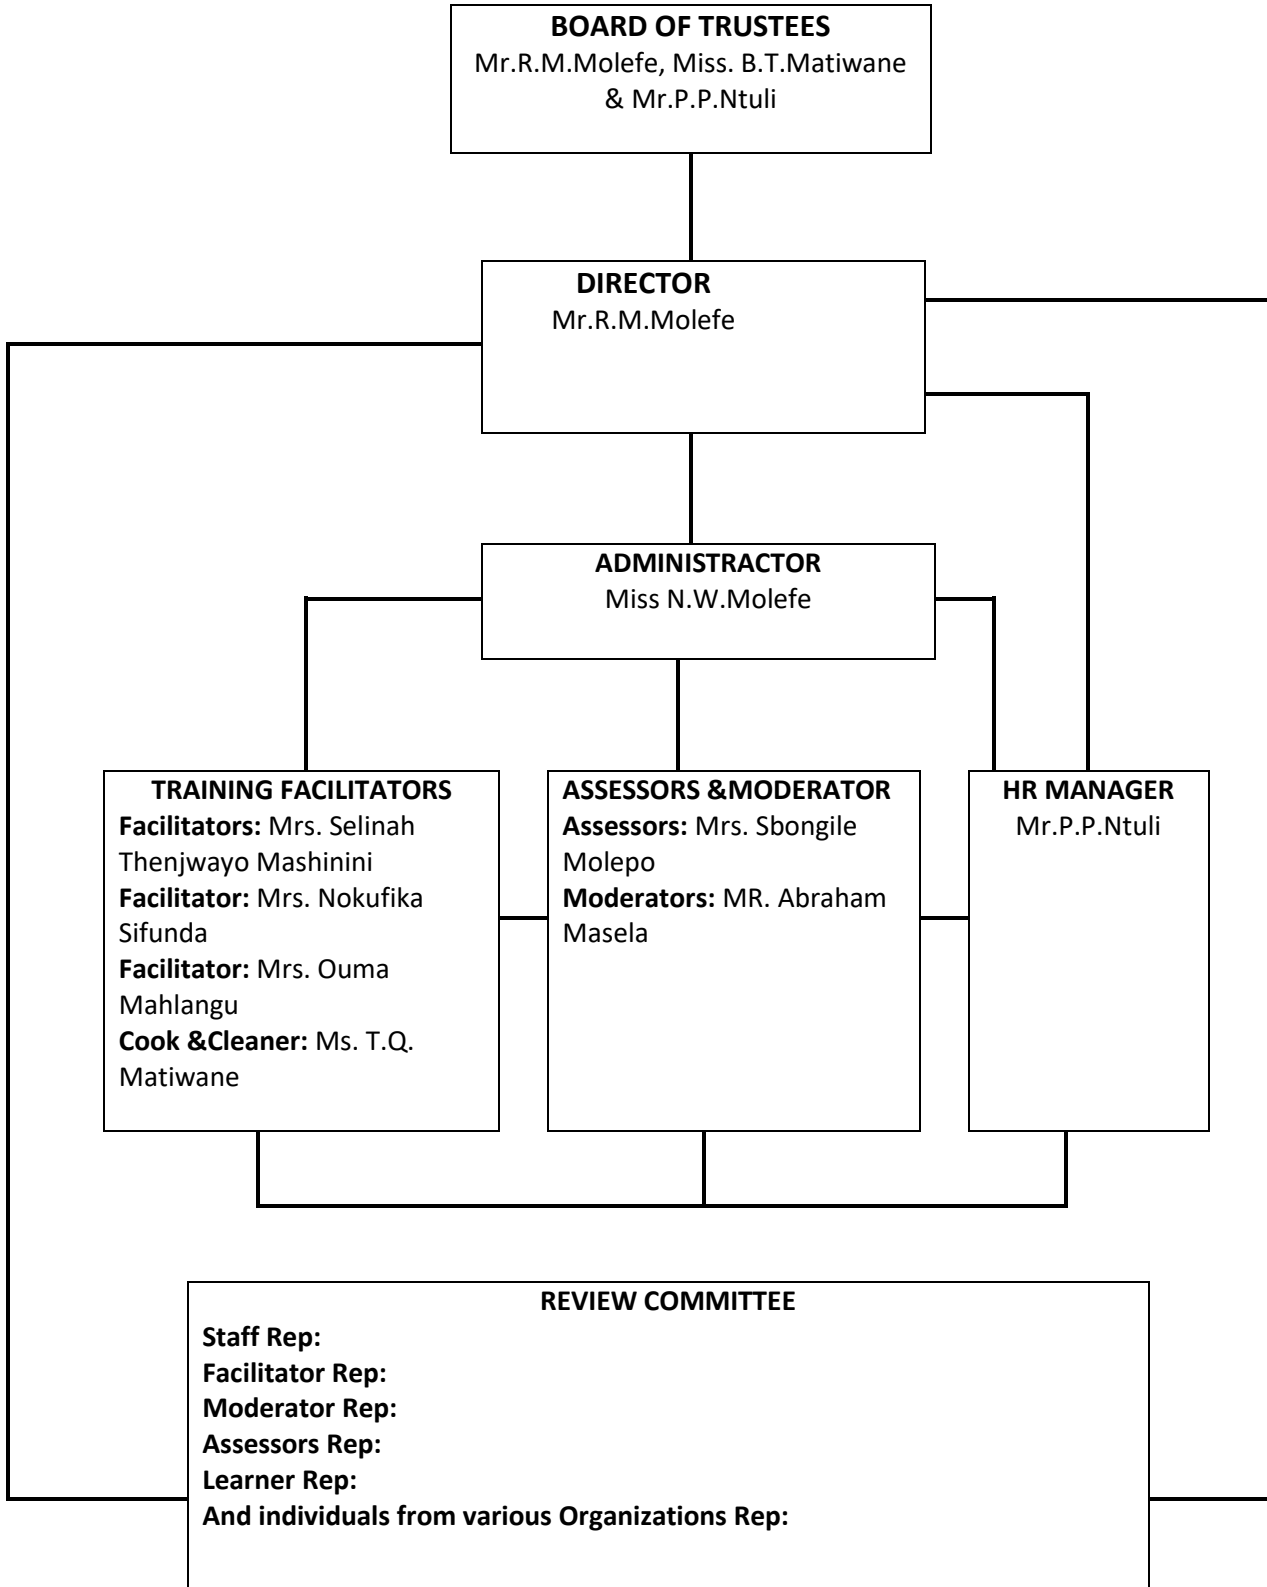 BOARD OF TRUSTEES
Mr.R.M.Molefe, Miss. B.T.Matiwane
& Mr.P.P.Ntuli
DIRECTOR
Mr.R.M.Molefe
ADMINISTRACTOR
Miss N.W.Molefe
TRAINING FACILITATORS
Facilitators: Mrs. Selinah
Thenjwayo Mashinini
Facilitator: Mrs. Nokufika
Sifunda
Facilitator: Mrs. Ouma
Mahlangu
Cook &Cleaner: Ms. T.Q.
Matiwane
ASSESSORS &MODERATOR
Assessors: Mrs. Sbongile
Molepo
Moderators: MR. Abraham
Masela
HR MANAGER
Mr.P.P.Ntuli
REVIEW COMMITTEE
Staff Rep:
Facilitator Rep:
Moderator Rep:
Assessors Rep:
Learner Rep:
And individuals from various Organizations Rep: